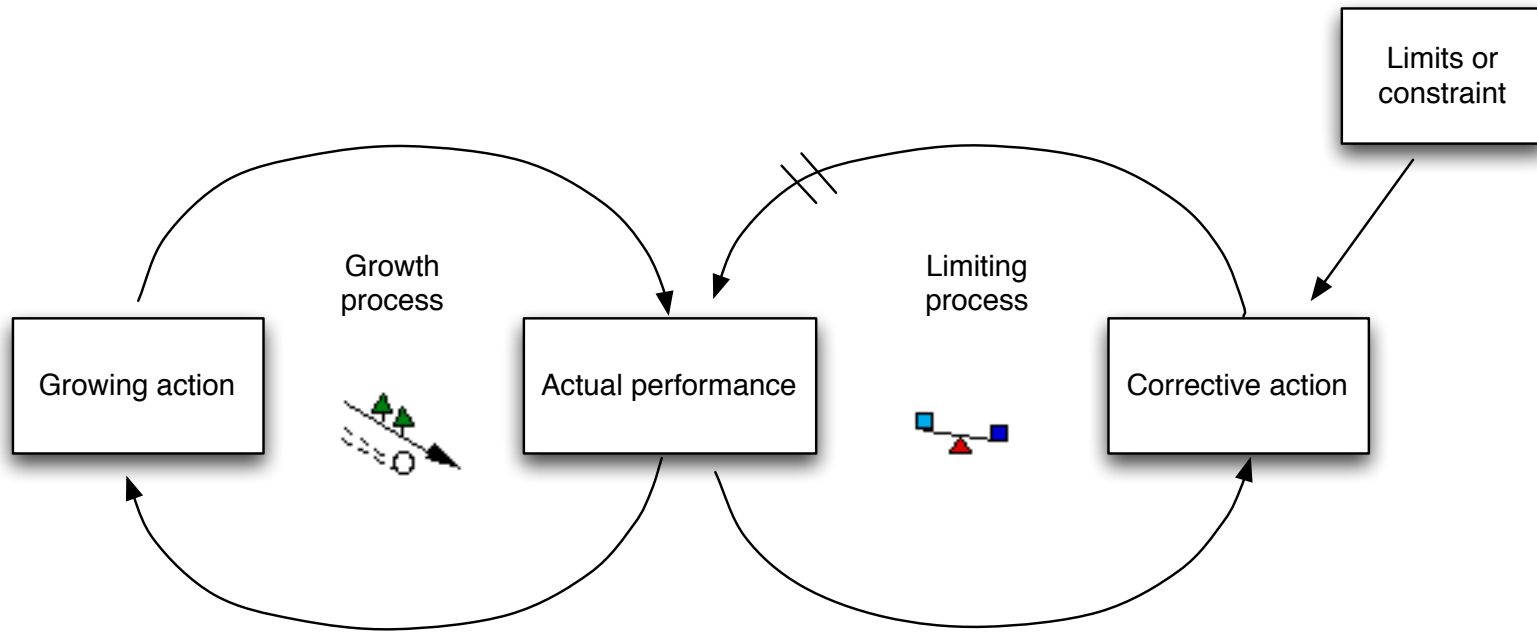 Limits or
constraint
Growth
process
Limiting
process
Growing action
Actual performance
Corrective action